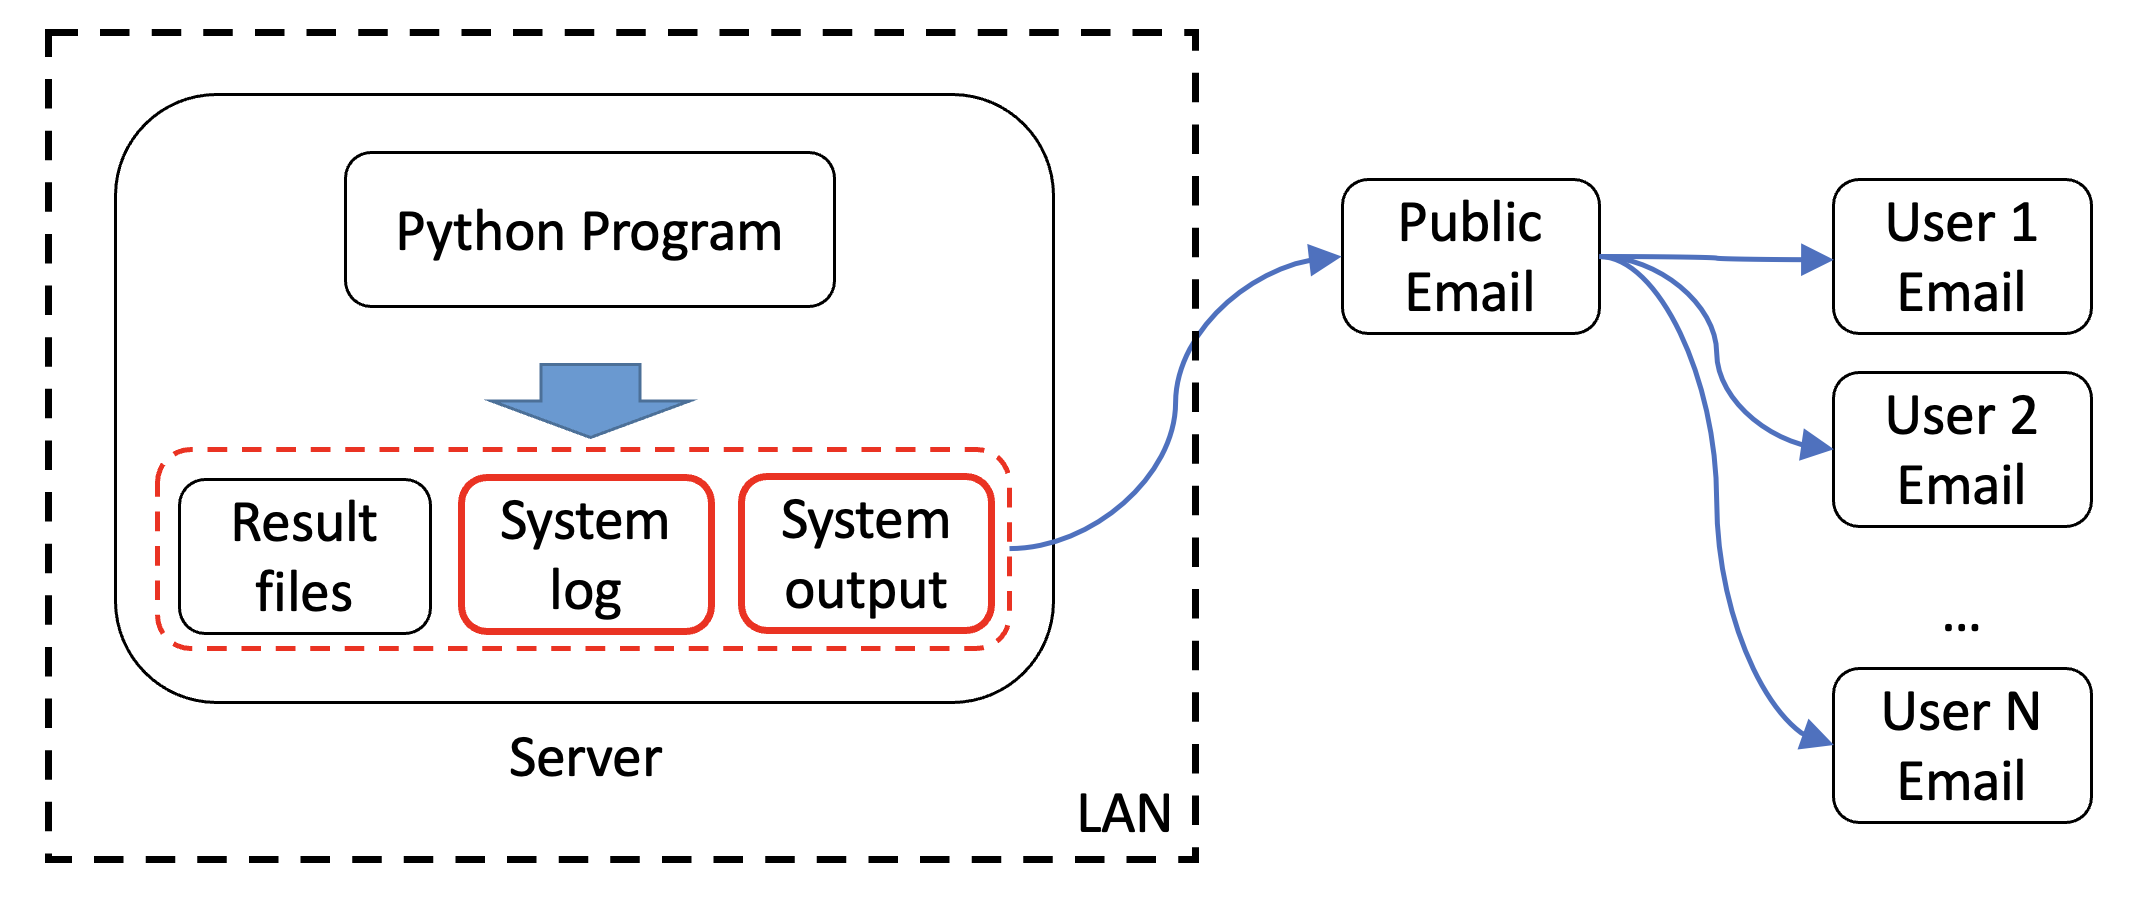 Python Program
Result
files
System
log
System
output
Server
LAN
Public
Email
User 1
Email
User 2
Email
...
User N
Email